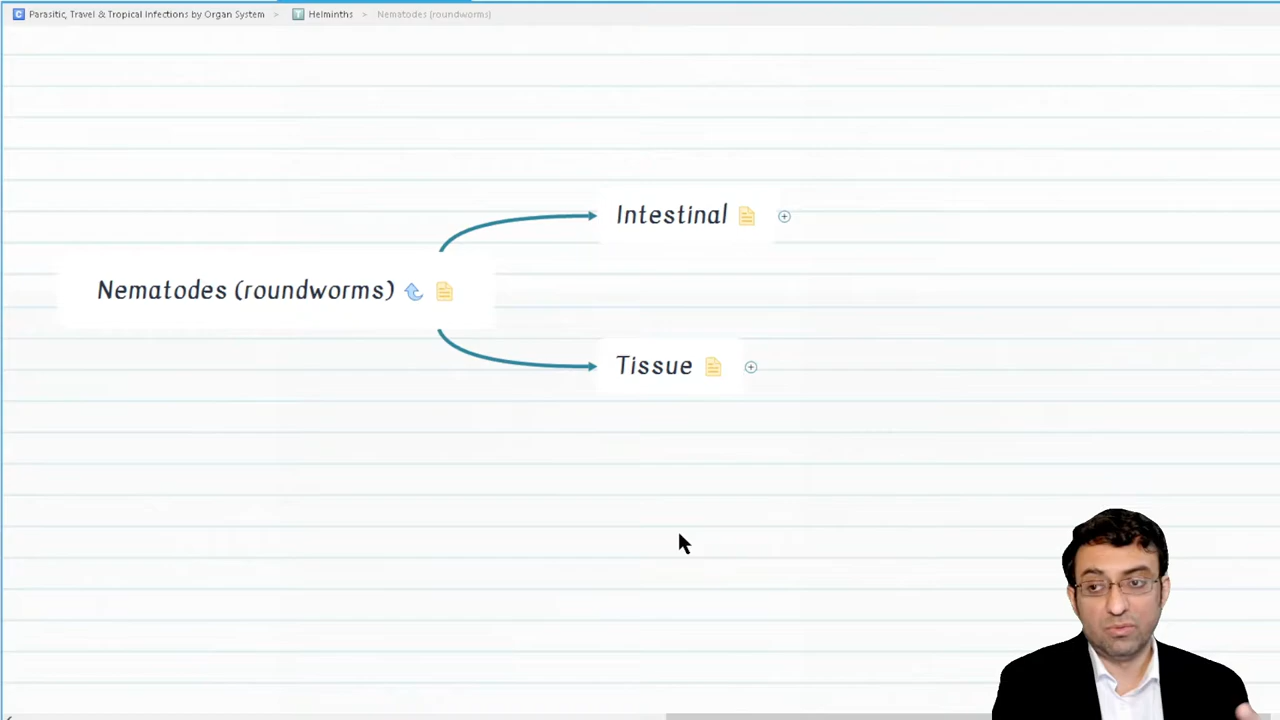 C Parasitic, Travel & Tropical Infections by Organ System > T Helminths > Nematodes (roundworms)
Intestinal
Nematodes (roundworms)
Tissue